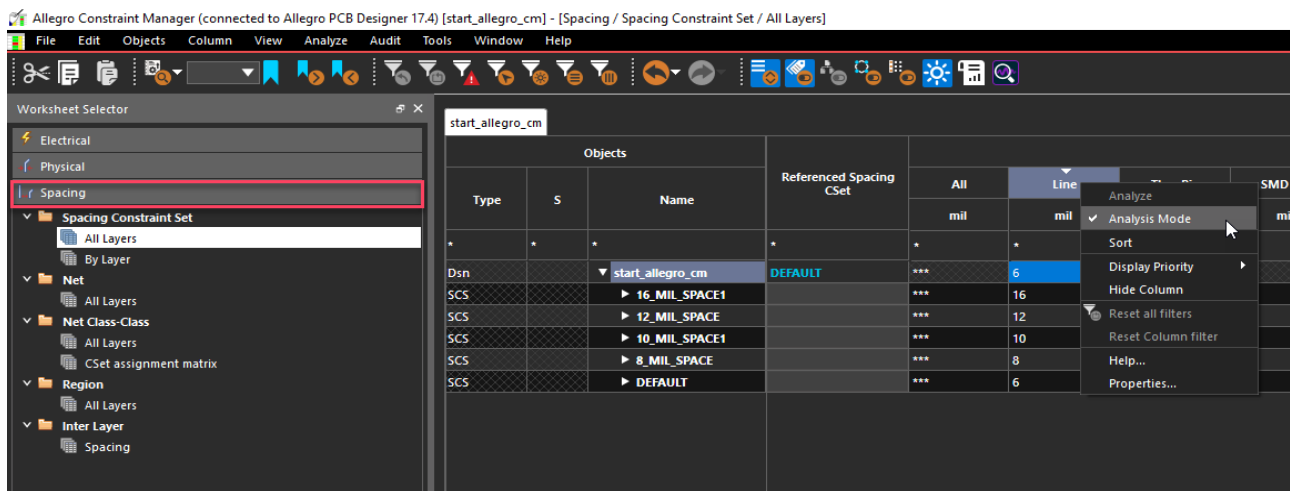 Allegro Constraint Manager (connected to Allegro PCB Designer 17.4) [start_allegro_cm] - [Spacing / Spacing Constraint Set / All Layers]
File Edit Objects Column View Analyze Audit Tools Window Help
Worksheet Selector
Electrical
Physical
Spacing
Spacing Constraint Set
All Layers
By Layer
Net
All Layers
Net Class-Class
All Layers
CSet assignment matrix
Region
All Layers
Inter Layer
Spacing
start_allegro_cm
Objects
Referenced Spacing
CSet
Type S Name
All Line SMD
mil mil mi
* * * * * *
Dsn start_allegro_cm DEFAULT *** 6
SCS 16_MIL_SPACE1 *** 16
SCS 12_MIL_SPACE *** 12
SCS 10_MIL_SPACE1 *** 10
SCS 8_MIL_SPACE *** 8
SCS DEFAULT *** 6
Analyze
Analysis Mode
Sort
Display Priority
Hide Column
Reset all filters
Reset Column filter
Help...
Properties...